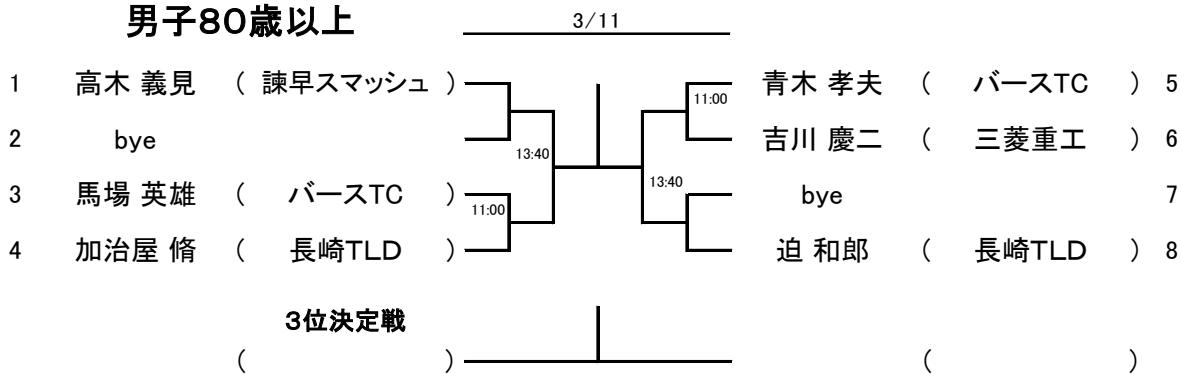 男子80歳以上 3/11
1 高木 義見 ( 諫早スマッシュ ) 青木 孝夫 ( バースTC ) 5
11:00
2 bye 吉川 慶二 ( 三菱重工 ) 6
13:40
13:40
3 馬場 英雄 ( バースTC ) bye 7
11:00
4 加治屋 脩 ( 長崎TLD ) 迫 和郎 ( 長崎TLD ) 8
3位決定戦
( ) ( )